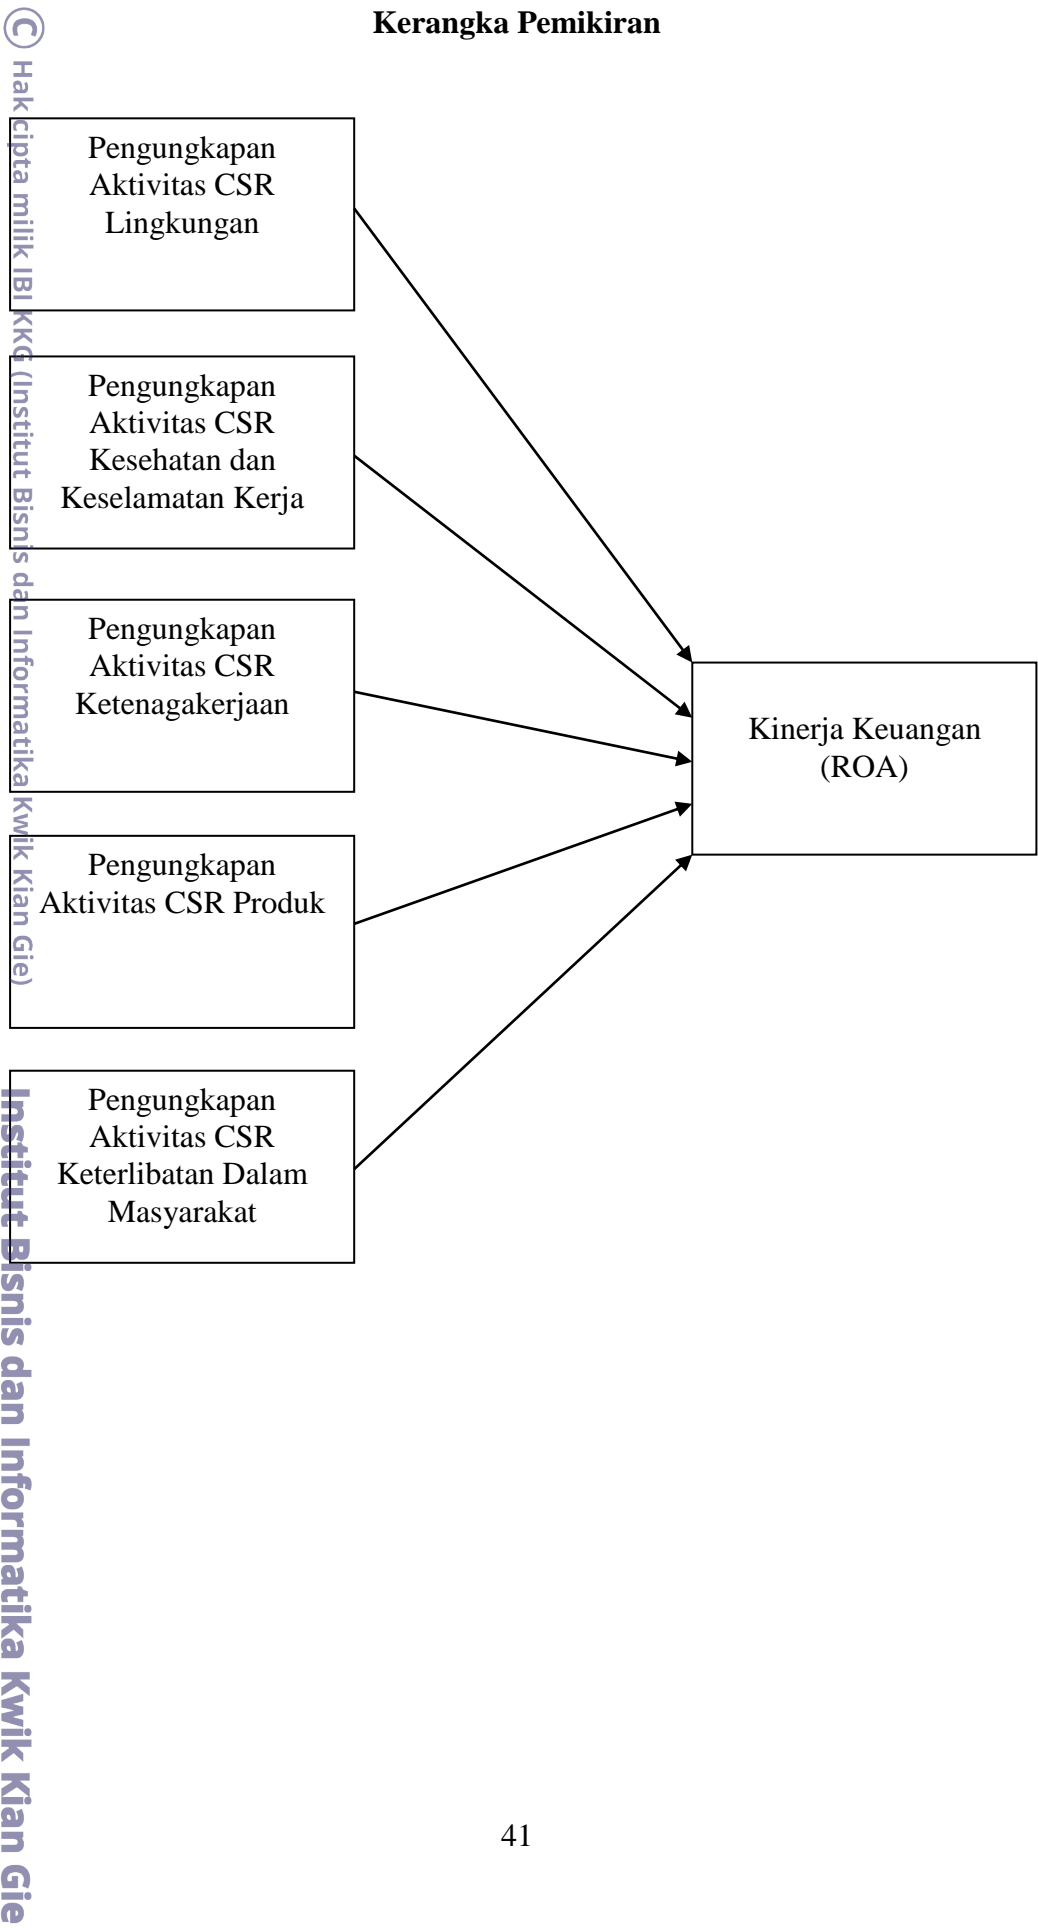 Kerangka Pemikiran
© Hak cipta milik IBI KKG (Institut Bisnis dan Informatika Kwik Kian Gie)
Pengungkapan
Aktivitas CSR
Lingkungan
Pengungkapan
Aktivitas CSR
Kesehatan dan
Keselamatan Kerja
Pengungkapan
Aktivitas CSR
Ketenagakerjaan
Kinerja Keuangan
(ROA)
Pengungkapan
Aktivitas CSR Produk
Pengungkapan
Aktivitas CSR
Keterlibatan Dalam
Masyarakat
Institut Bisnis dan Informatika Kwik Kian Gie
41